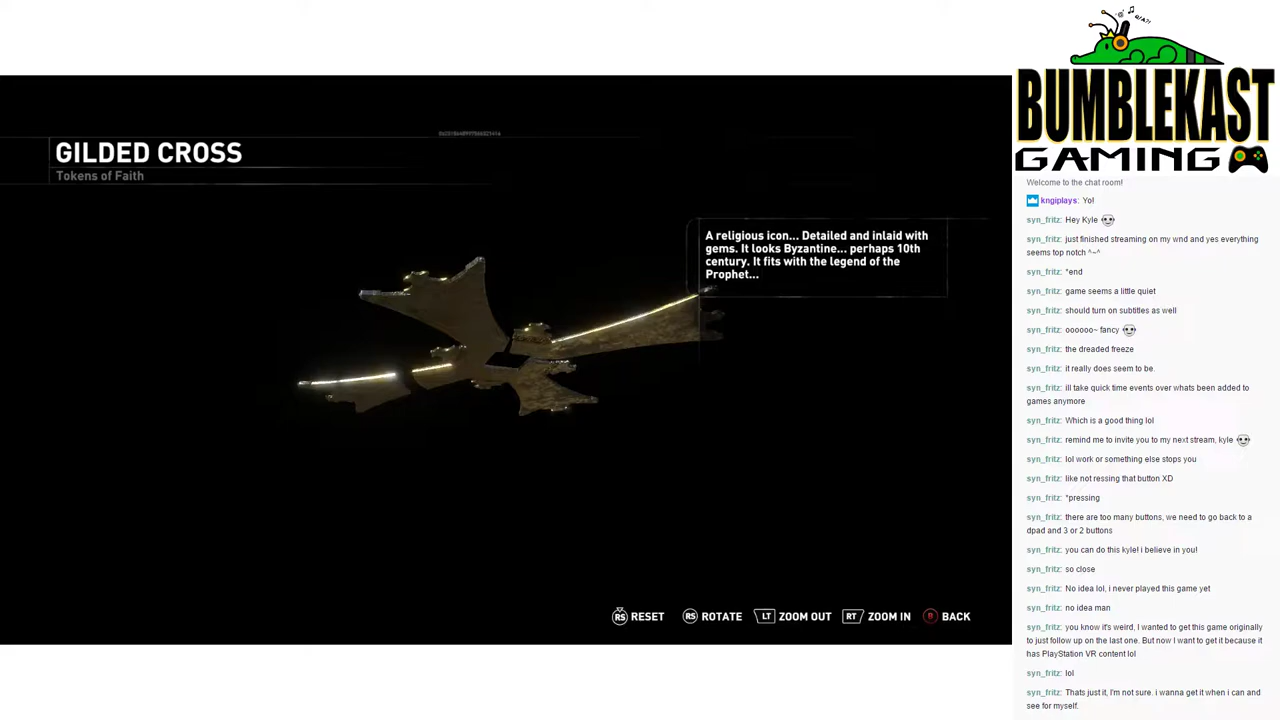 GILDED CROSS
Tokens of Faith
A religious icon... Detailed and inlaid with
gems. It looks Byzantine... perhaps 10th
century. It fits with the legend of the
Prophet...
RS RESET
RS ROTATE
LT ZOOM OUT
RT ZOOM IN
B BACK
BUMBLEKAST
GAMING
Welcome to the chat room!
kngiplays: Yo!
syn_fritz: Hey Kyle
syn_fritz: just finished streaming on my wnd and yes everything
seems top notch ^~^
syn_fritz: *end
syn_fritz: game seems a little quiet
syn_fritz: should turn on subtitles as well
syn_fritz: oooooo~ fancy
syn_fritz: the dreaded freeze
syn_fritz: it really does seem to be.
syn_fritz: ill take quick time events over whats been added to
games anymore
syn_fritz: Which is a good thing lol
syn_fritz: remind me to invite you to my next stream, kyle
syn_fritz: lol work or something else stops you
syn_fritz: like not ressing that button XD
syn_fritz: *pressing
syn_fritz: there are too many buttons, we need to go back to a
dpad and 3 or 2 buttons
syn_fritz: you can do this kyle! i believe in you!
syn_fritz: so close
syn_fritz: No idea lol, i never played this game yet
syn_fritz: no idea man
syn_fritz: you know it's weird, I wanted to get this game originally
to just follow up on the last one. But now I want to get it because it
has PlayStation VR content lol
syn_fritz: lol
syn_fritz: Thats just it, I'm not sure. i wanna get it when i can and
see for myself.